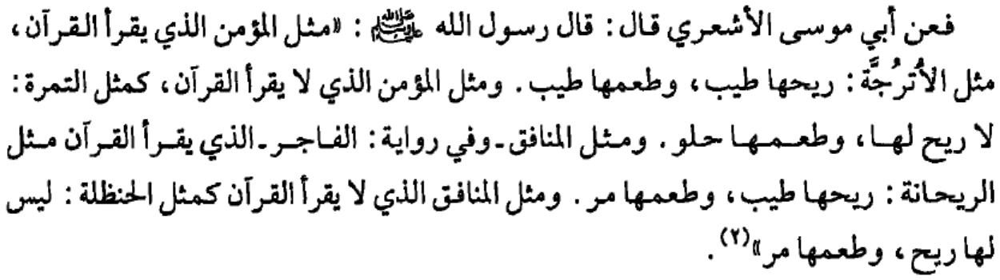 فعن أبي موسى الأشعري قال: قال رسول الله ﷺ: «مثل المؤمن الذي يقرأ القرآن،
مثل الأُترُجَّة: ريحها طيب، وطعمها طيب. ومثل المؤمن الذي لا يقرأ القرآن، كمثل التمرة:
لا ريح لها، وطعمها حلو. ومثل المنافق ـ وفي رواية: الفاجر ـ الذي يقرأ القرآن مثل
الريحانة: ريحها طيب، وطعمها مر. ومثل المنافق الذي لا يقرأ القرآن كمثل الحنظلة: ليس
لها ريح، وطعمها مر»(٢).